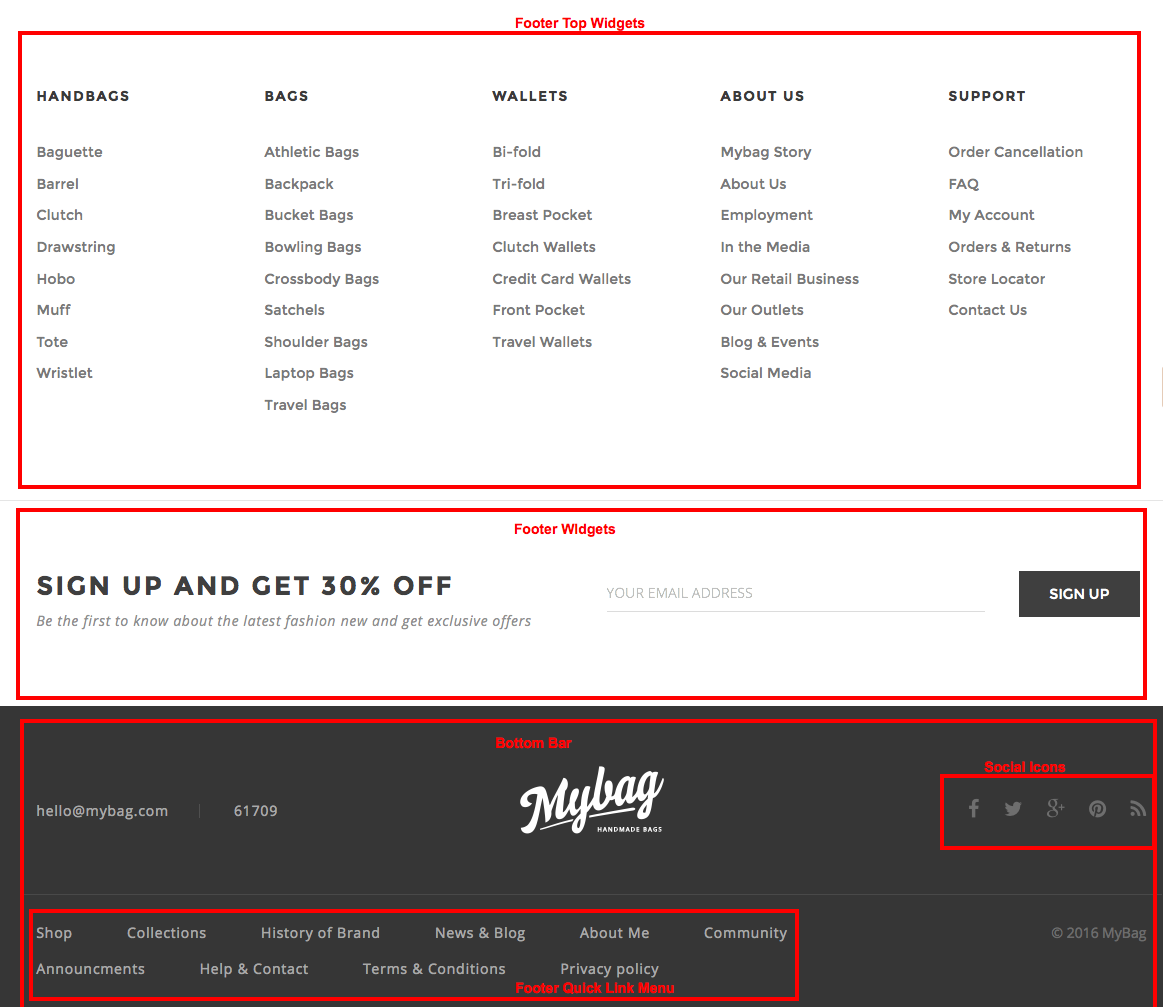 Footer Top Widgets
HANDBAGS
Baguette
Barrel
Clutch
Drawstring
Hobo
Muff
Tote
Wristlet
BAGS
Athletic Bags
Backpack
Bucket Bags
Bowling Bags
Crossbody Bags
Satchels
Shoulder Bags
Laptop Bags
Travel Bags
WALLETS
Bi-fold
Tri-fold
Breast Pocket
Clutch Wallets
Credit Card Wallets
Front Pocket
Travel Wallets
ABOUT US
Mybag Story
About Us
Employment
In the Media
Our Retail Business
Our Outlets
Blog & Events
Social Media
SUPPORT
Order Cancellation
FAQ
My Account
Orders & Returns
Store Locator
Contact Us
Footer WIdgets
SIGN UP AND GET 30% OFF
Be the first to know about the latest fashion new and get exclusive offers
YOUR EMAIL ADDRESS
SIGN UP
Bottom Bar
hello@mybag.com
61709
Mybag
HANDMADE BAGS
Social Icons
Shop Collections History of Brand News & Blog About Me Community
Announcments Help & Contact Terms & Conditions Privacy policy
Footer Quick Link Menu
© 2016 MyBag